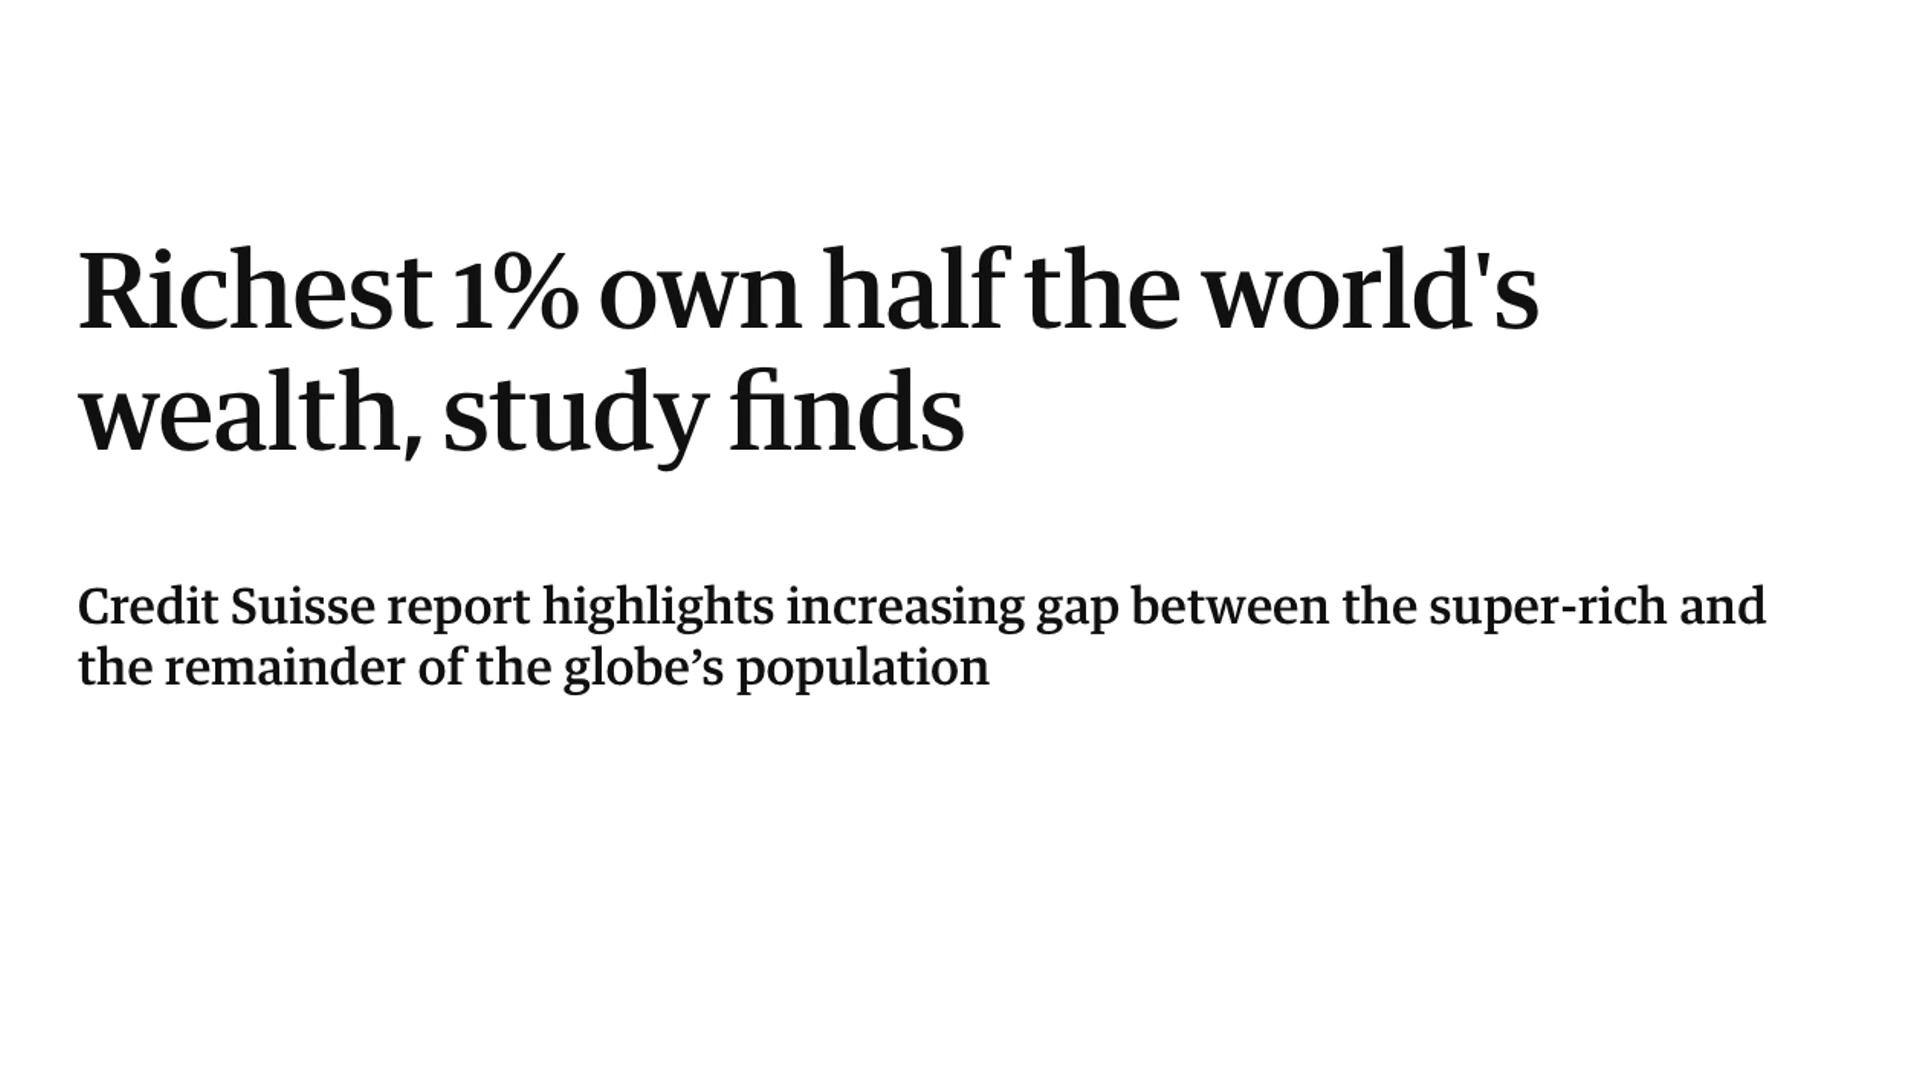 Richest 1% own half the world's
wealth, study finds
Credit Suisse report highlights increasing gap between the super-rich and
the remainder of the globe’s population